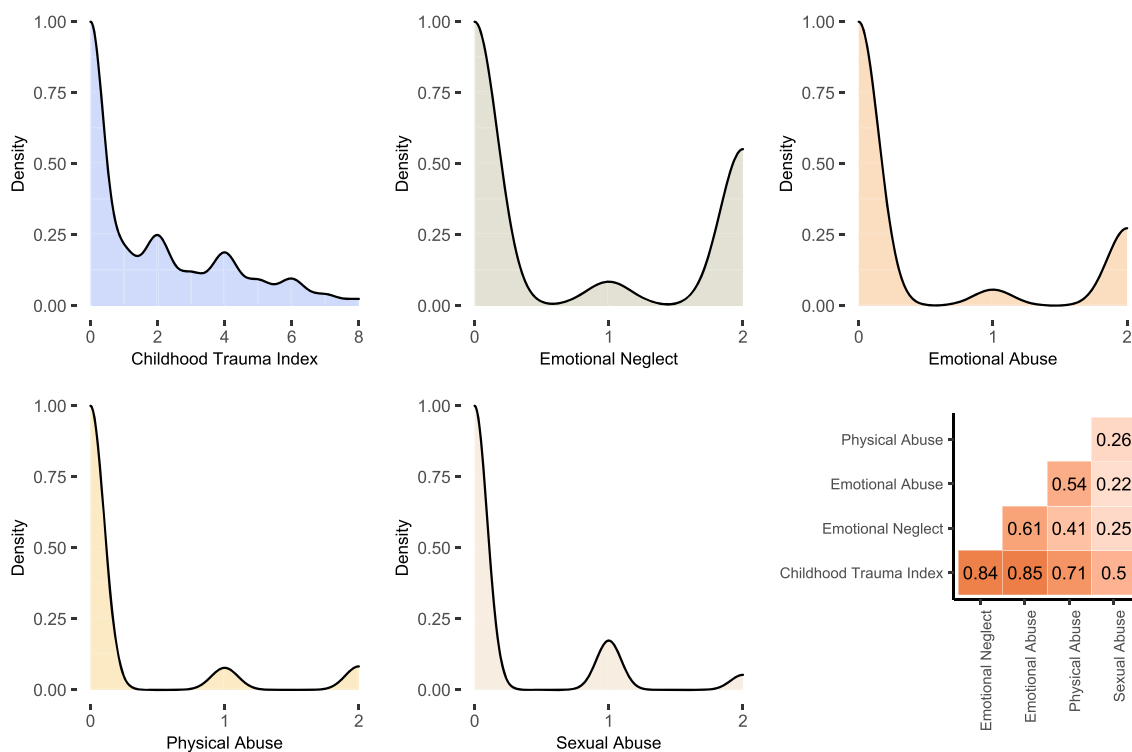 1.00
0.75
0.50
0.25
0.00
Density
0 2 4 6 8
Childhood Trauma Index
1.00
0.75
0.50
0.25
0.00
Density
0 1 2
Emotional Neglect
1.00
0.75
0.50
0.25
0.00
Density
0 1 2
Emotional Abuse
1.00
0.75
0.50
0.25
0.00
Density
0 1 2
Physical Abuse
1.00
0.75
0.50
0.25
0.00
Density
0 1 2
Sexual Abuse
Physical Abuse 0.26
Emotional Abuse 0.54 0.22
Emotional Neglect 0.61 0.41 0.25
Childhood Trauma Index 0.84 0.85 0.71 0.5
Emotional Neglect
Emotional Abuse
Physical Abuse
Sexual Abuse